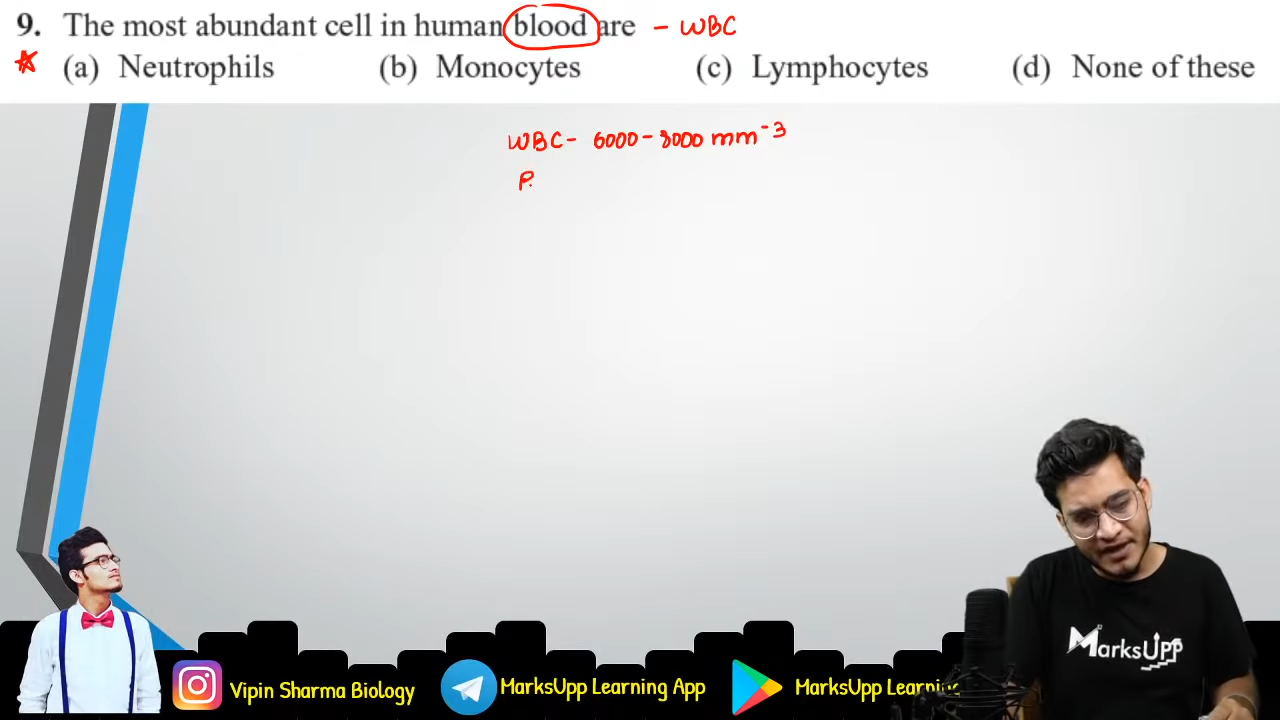 9. The most abundant cell in human blood are - WBC
(a) Neutrophils (b) Monocytes (c) Lymphocytes (d) None of these
WBC - 6000 - 8000 mm⁻³
P
MarksUpp
Vipin Sharma Biology MarksUpp Learning App MarksUpp Learning